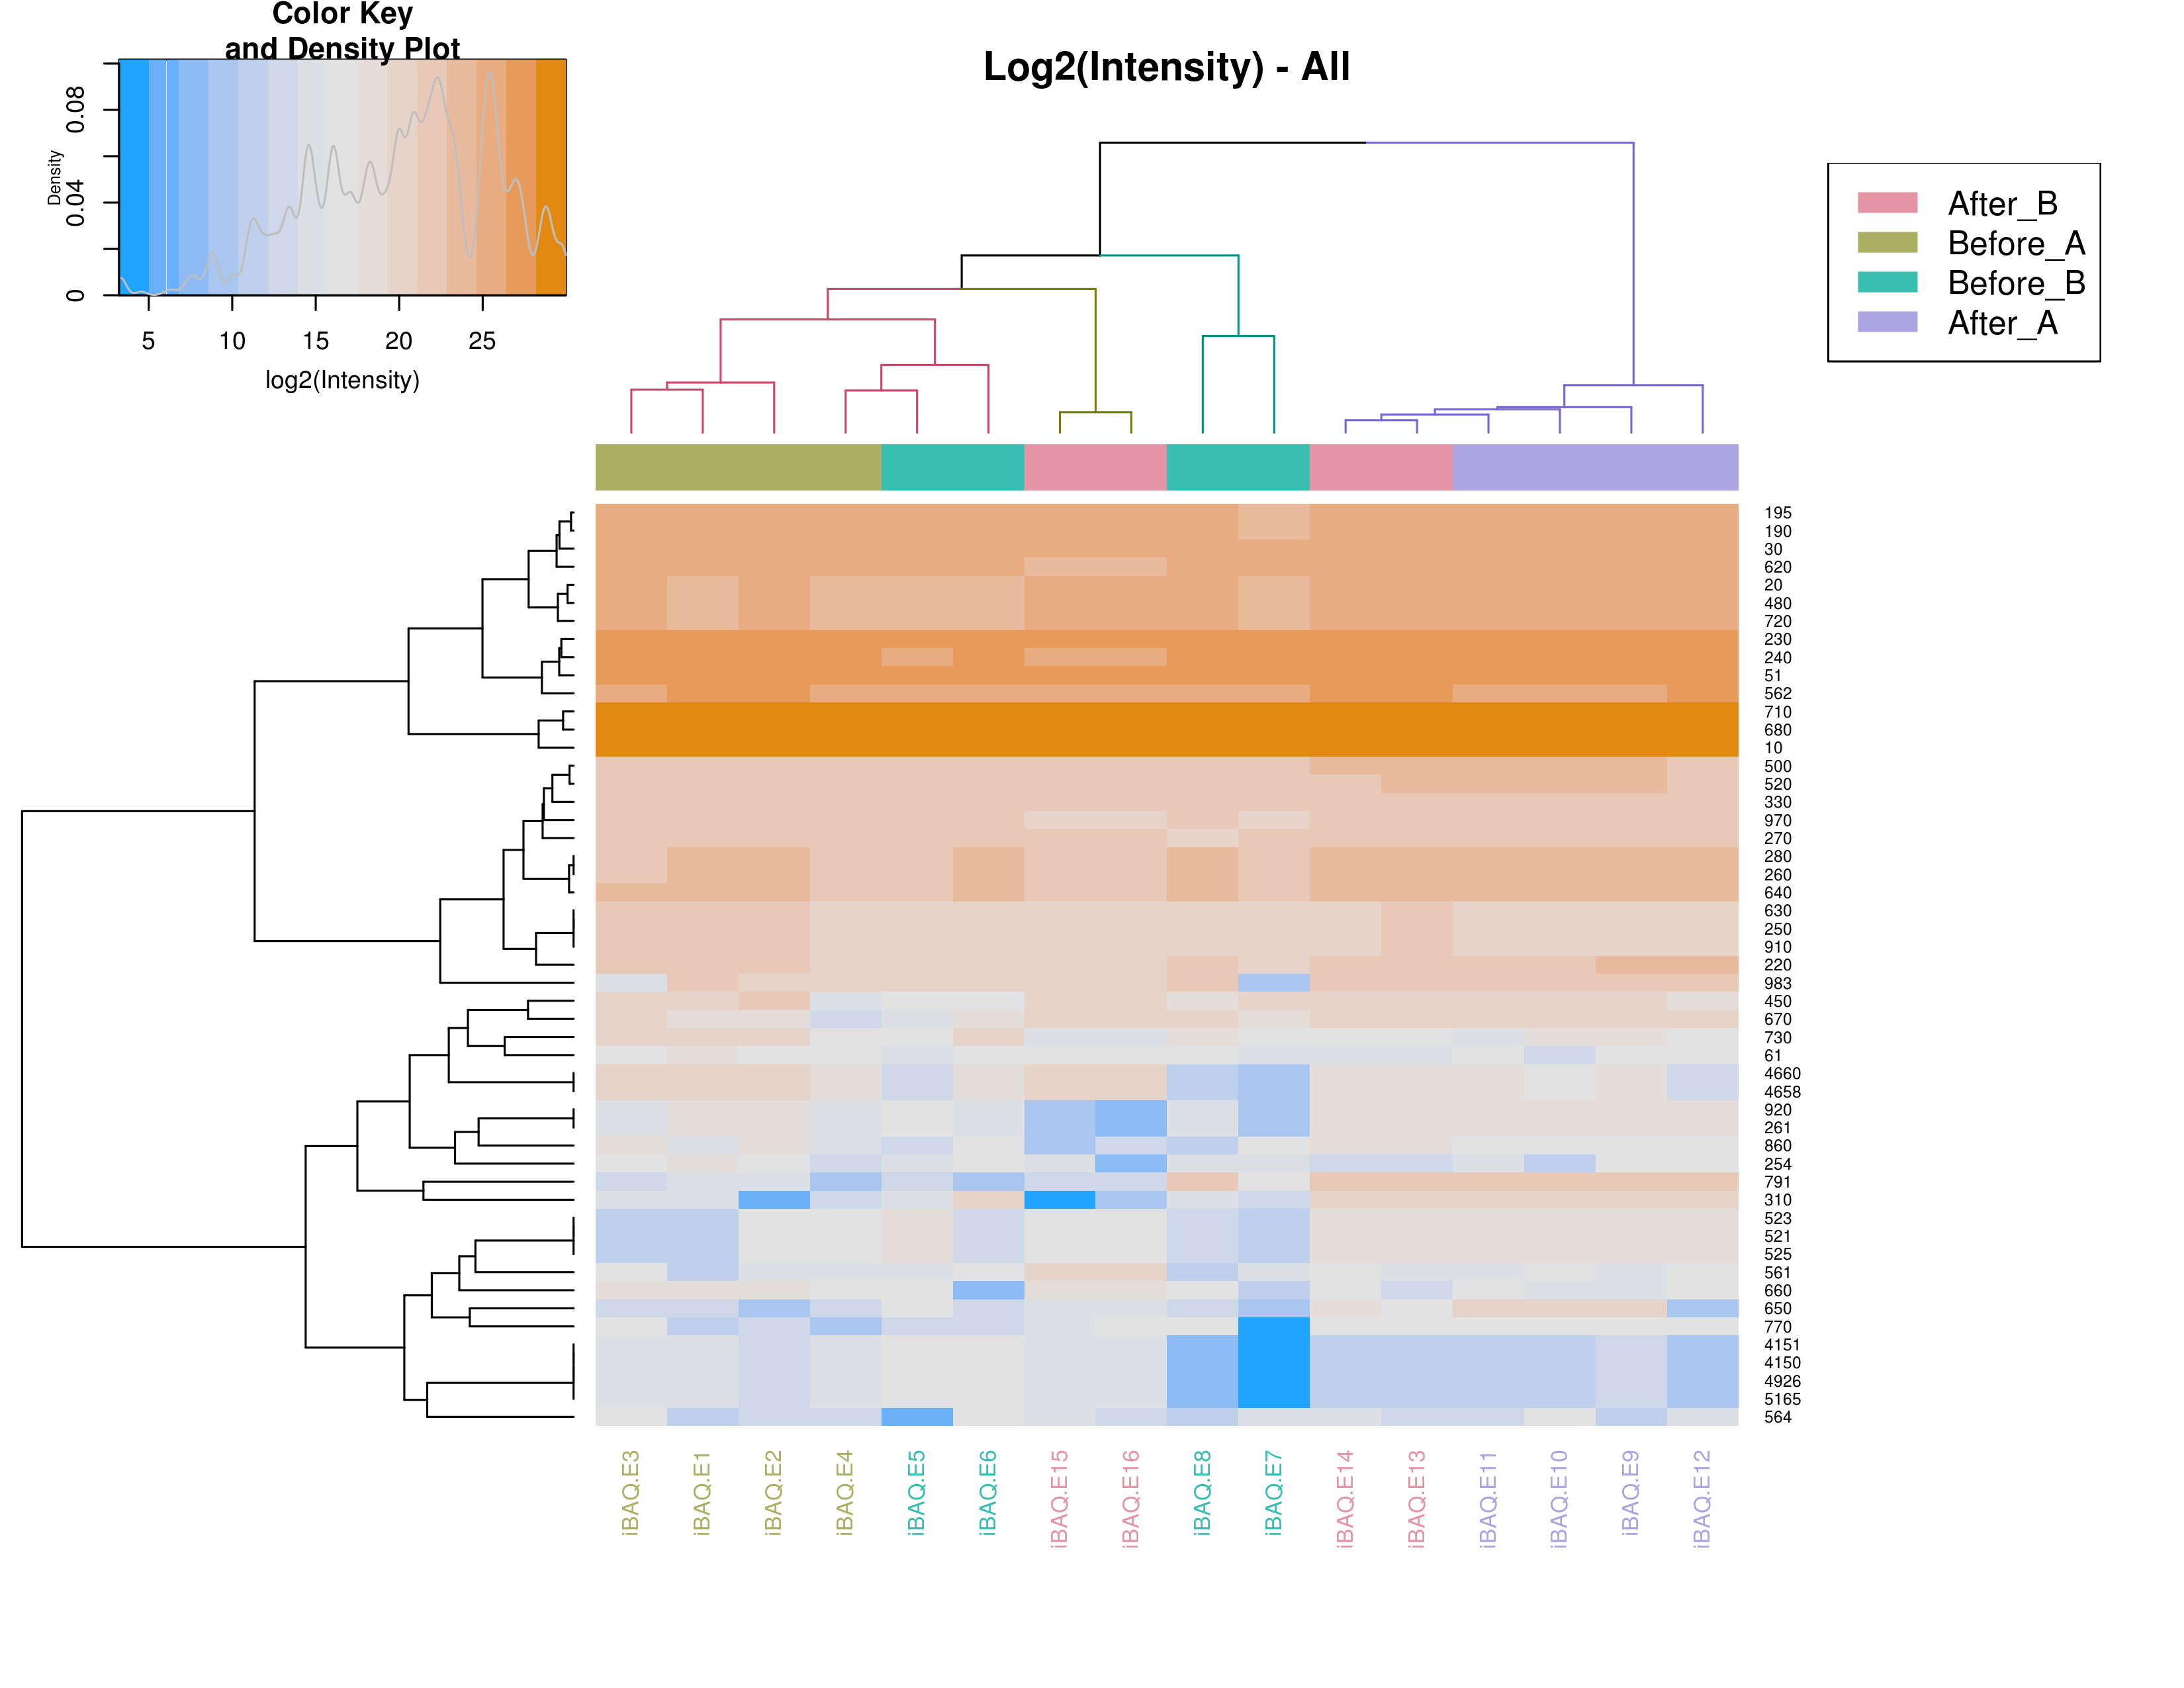 Color Key
and Density Plot
Density
0
0.04
0.08
5 10 15 20 25
log2(Intensity)
Log2(Intensity) - All
After_B
Before_A
Before_B
After_A
195
190
30
620
20
480
720
230
240
51
562
710
680
10
500
520
330
970
270
280
260
640
630
250
910
220
983
450
670
730
61
4660
4658
920
261
860
254
791
310
523
521
525
561
660
650
770
4151
4150
4926
5165
564
iBAQ.E3
iBAQ.E1
iBAQ.E2
iBAQ.E4
iBAQ.E5
iBAQ.E6
iBAQ.E15
iBAQ.E16
iBAQ.E8
iBAQ.E7
iBAQ.E14
iBAQ.E13
iBAQ.E11
iBAQ.E10
iBAQ.E9
iBAQ.E12